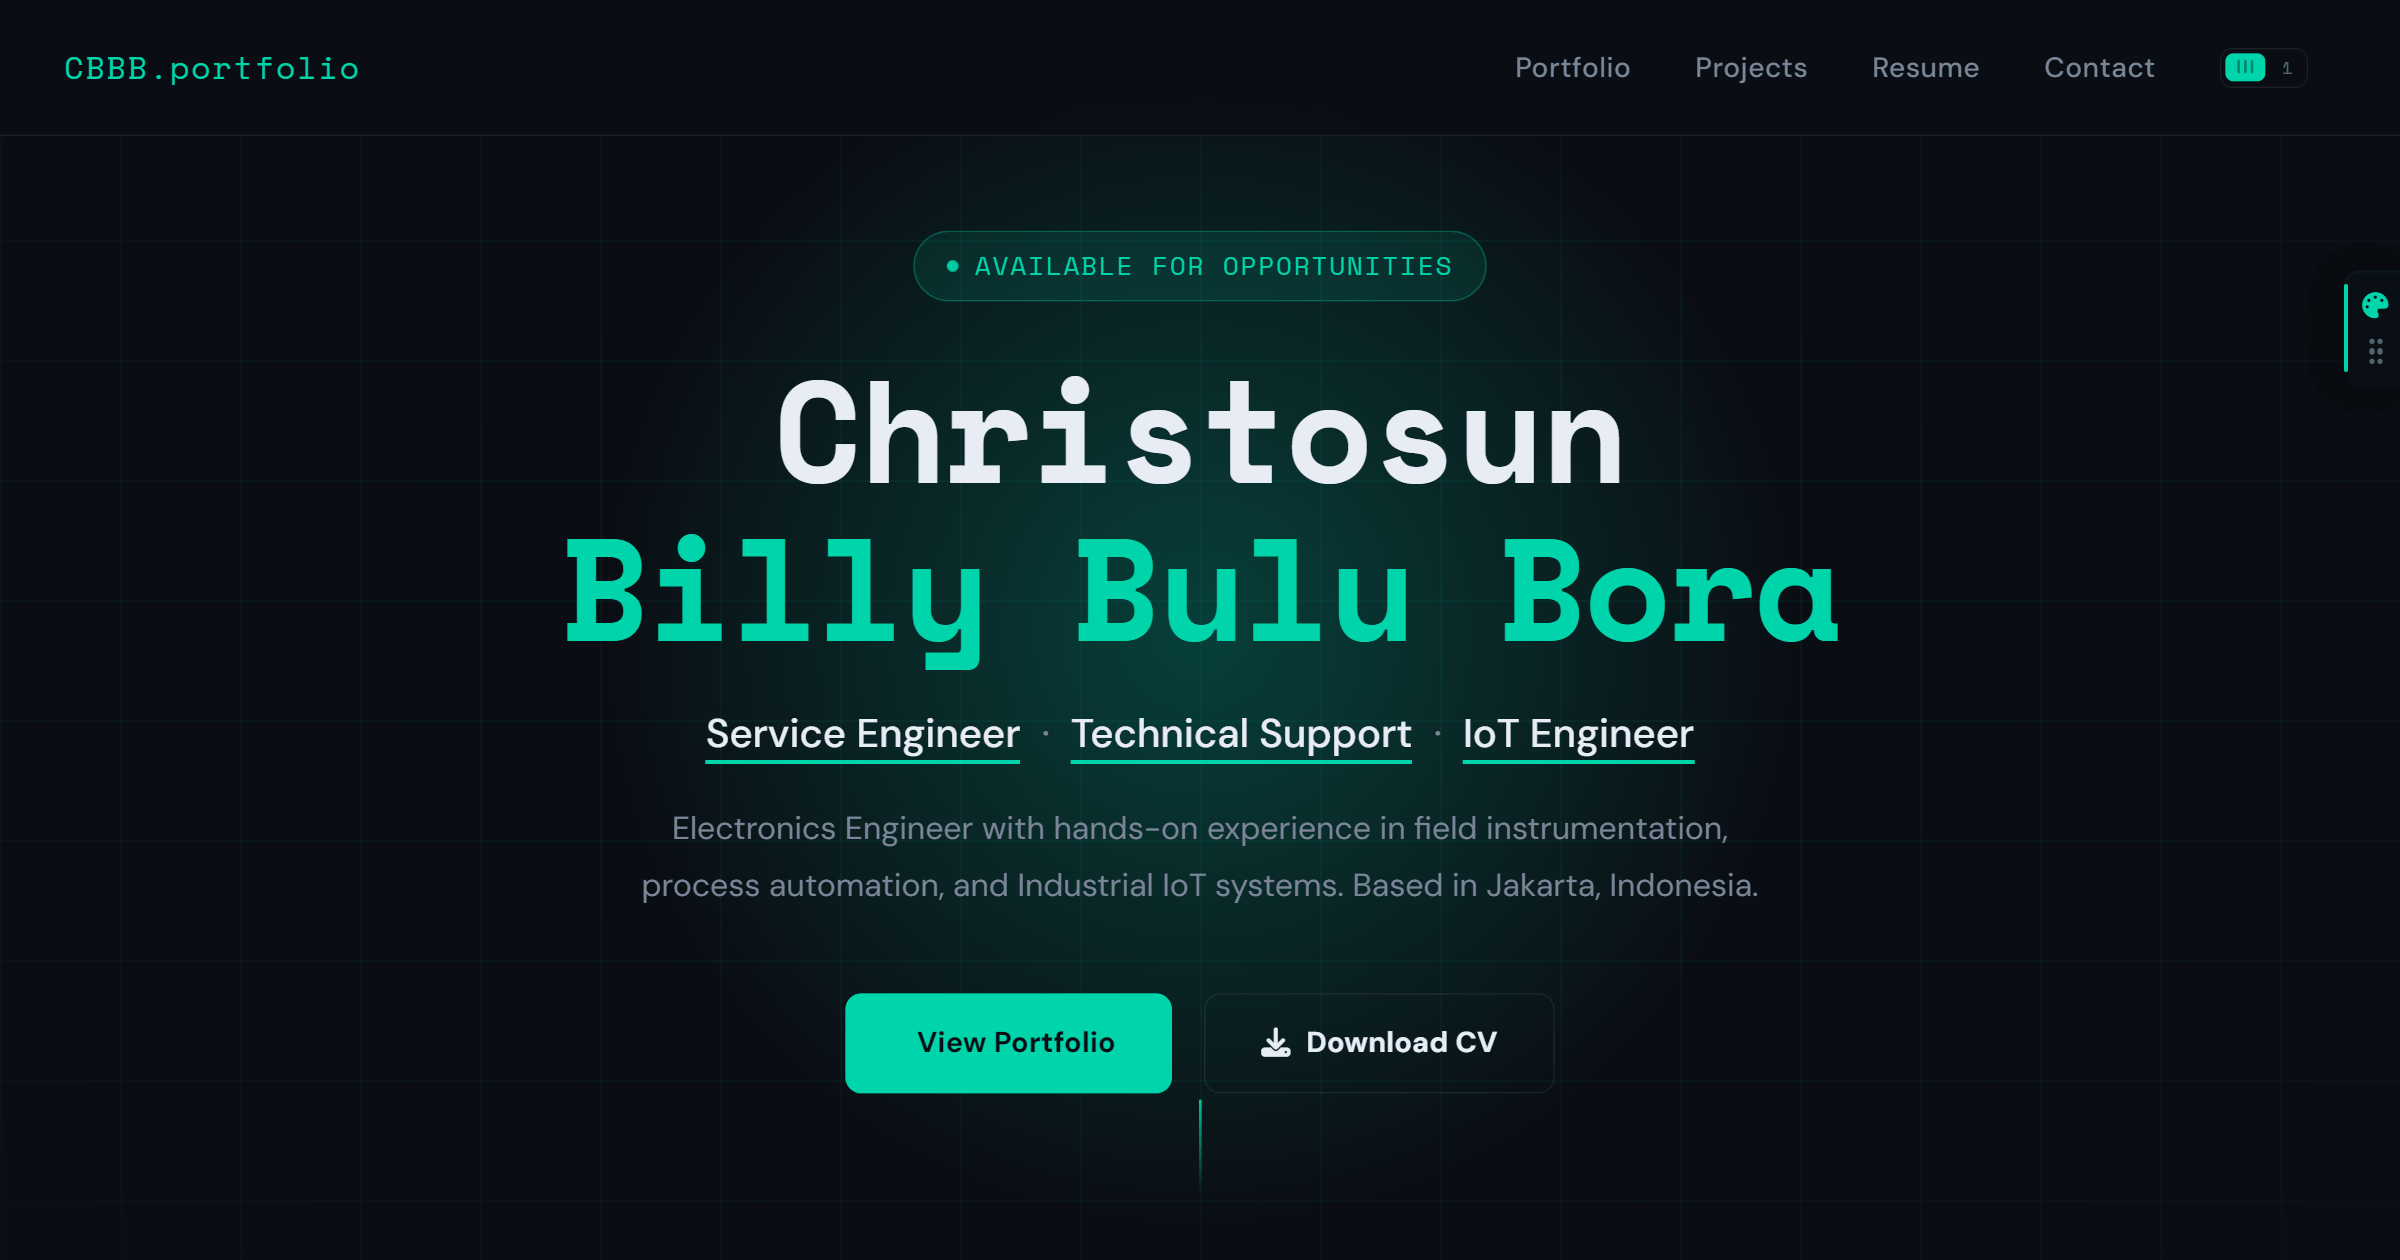 CBBB.portfolio
Portfolio Projects Resume Contact 1
AVAILABLE FOR OPPORTUNITIES
Christosun
Billy Bulu Bora
Service Engineer · Technical Support · IoT Engineer
Electronics Engineer with hands-on experience in field instrumentation,
process automation, and Industrial IoT systems. Based in Jakarta, Indonesia.
View Portfolio
Download CV